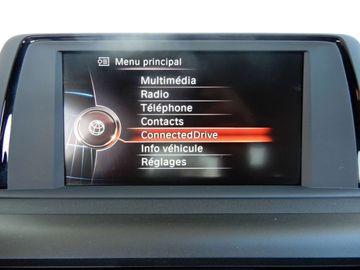 Menu principal
Multimédia
Radio
Téléphone
Contacts
ConnectedDrive
Info véhicule
Réglages